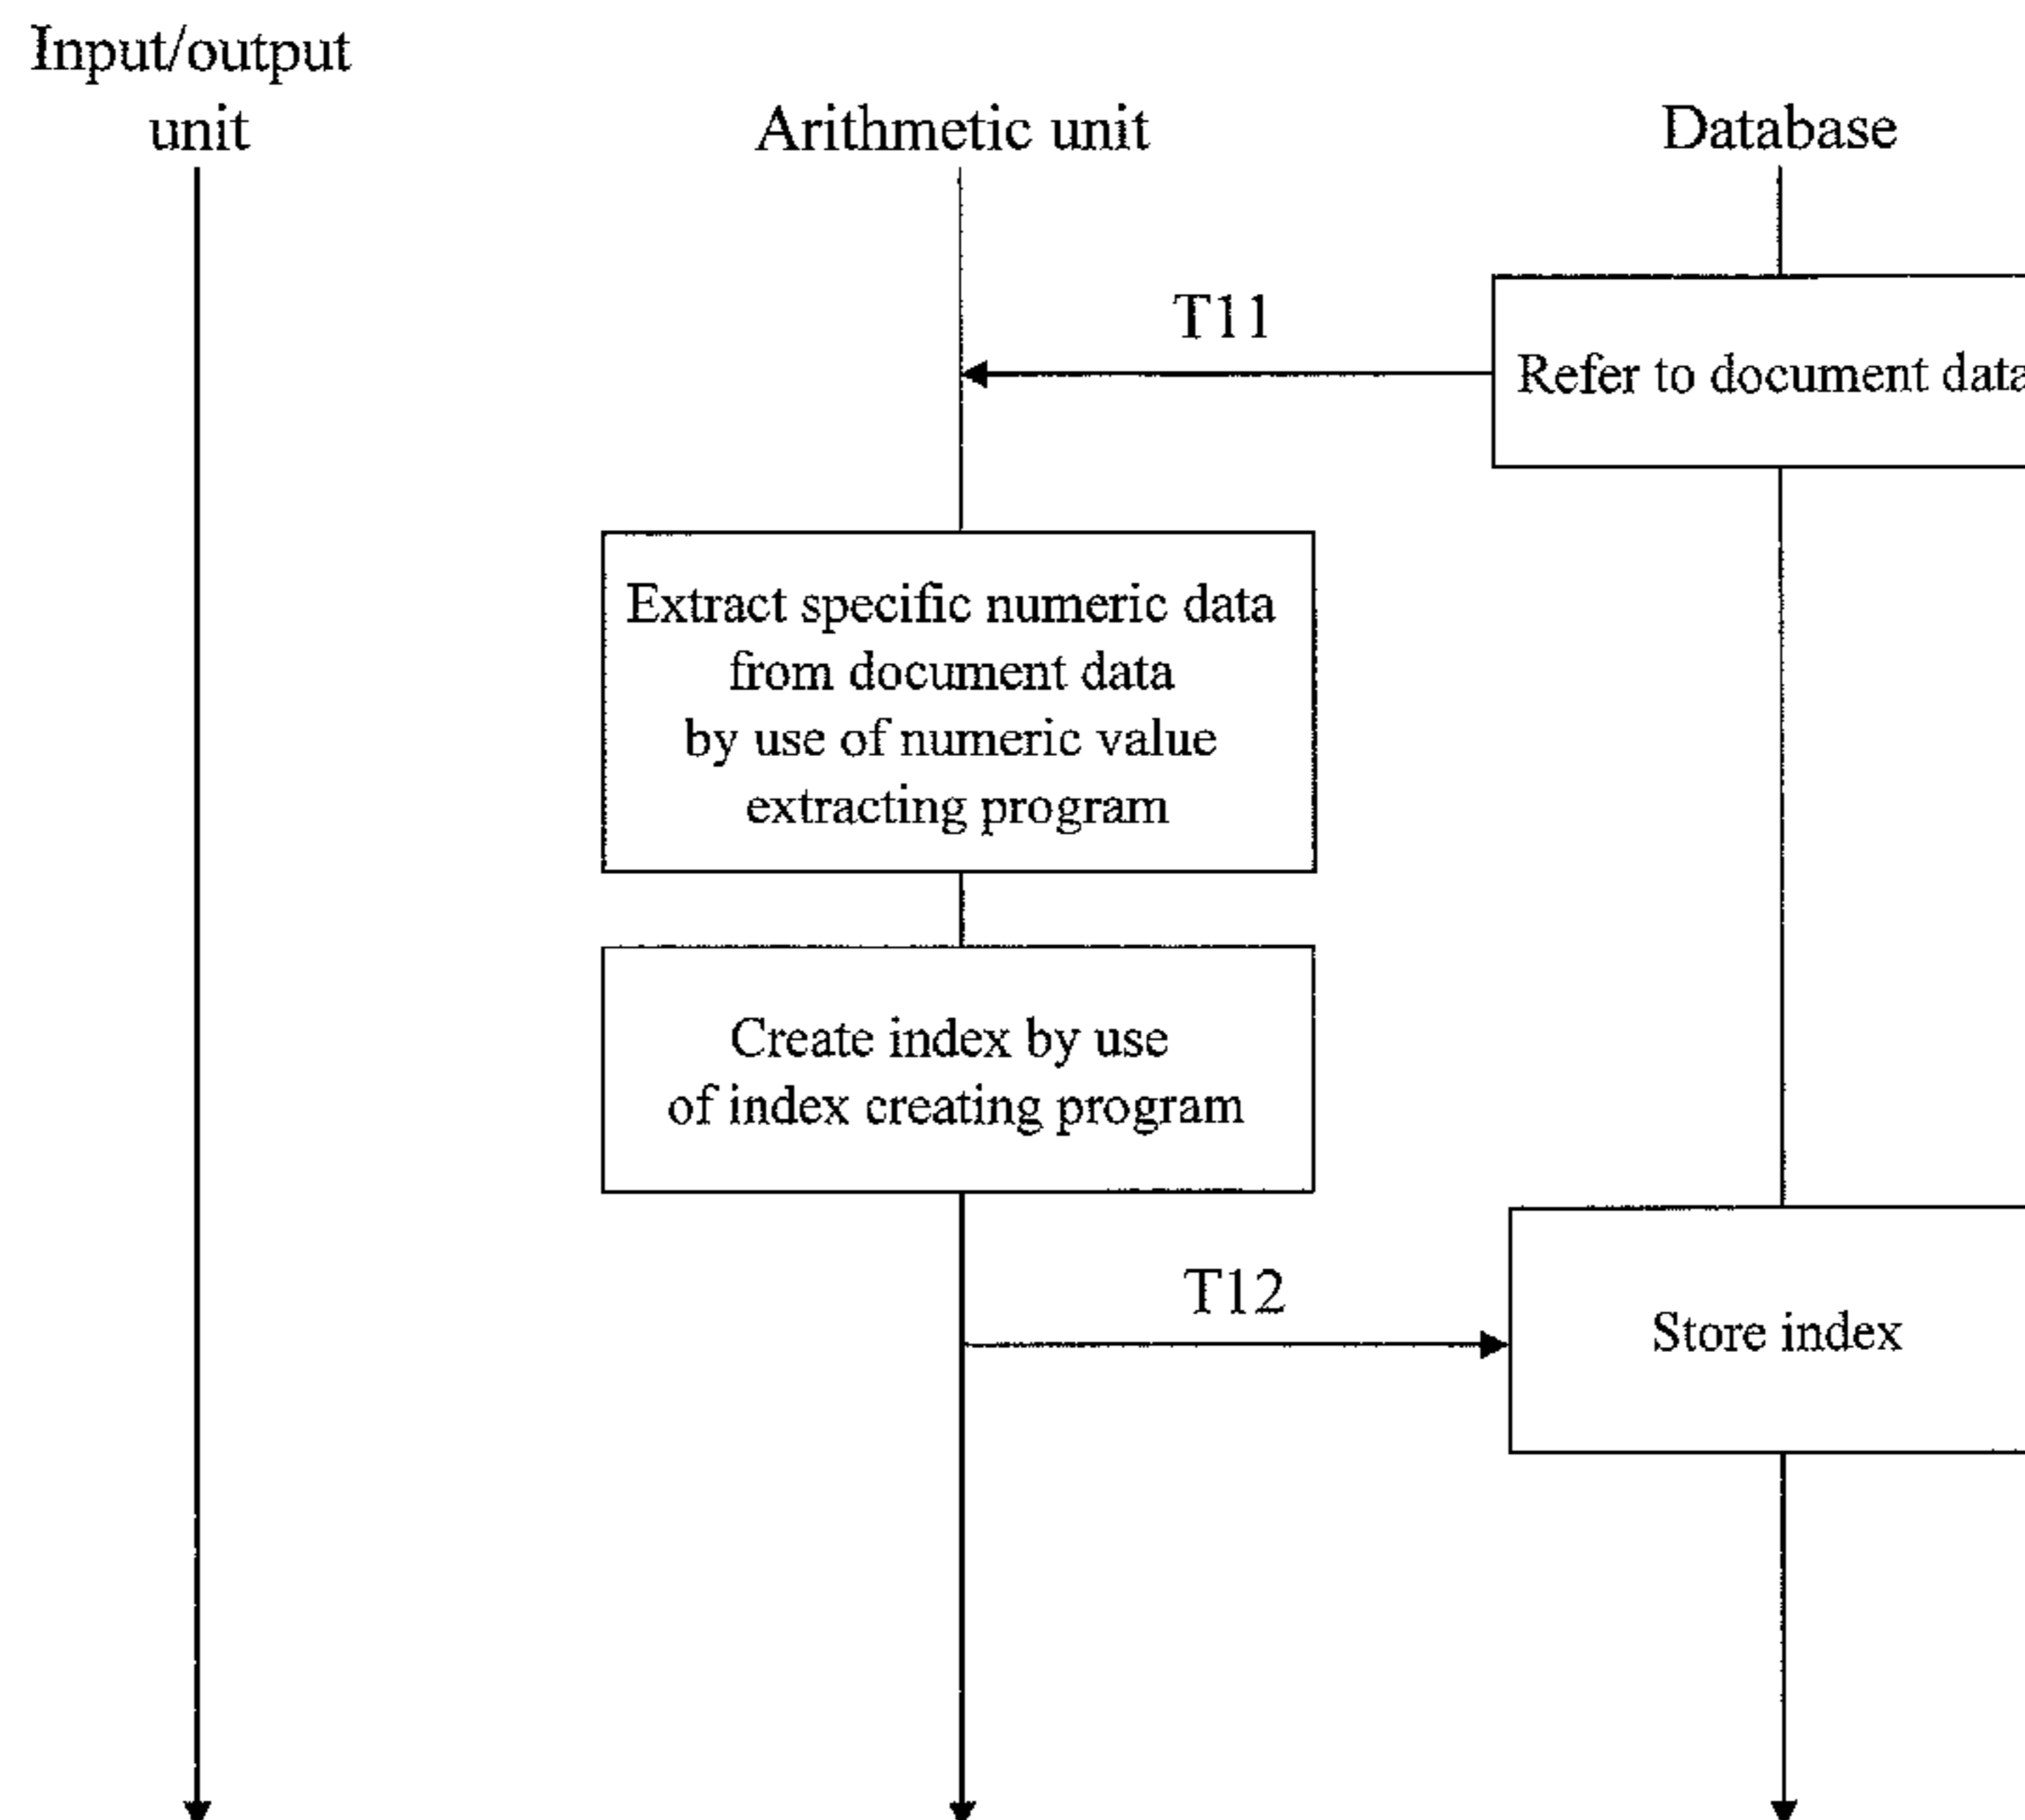 Input/output
unit
Arithmetic unit
Database
T11
Refer to document data
Extract specific numeric data
from document data
by use of numeric value
extracting program
Create index by use
of index creating program
T12
Store index